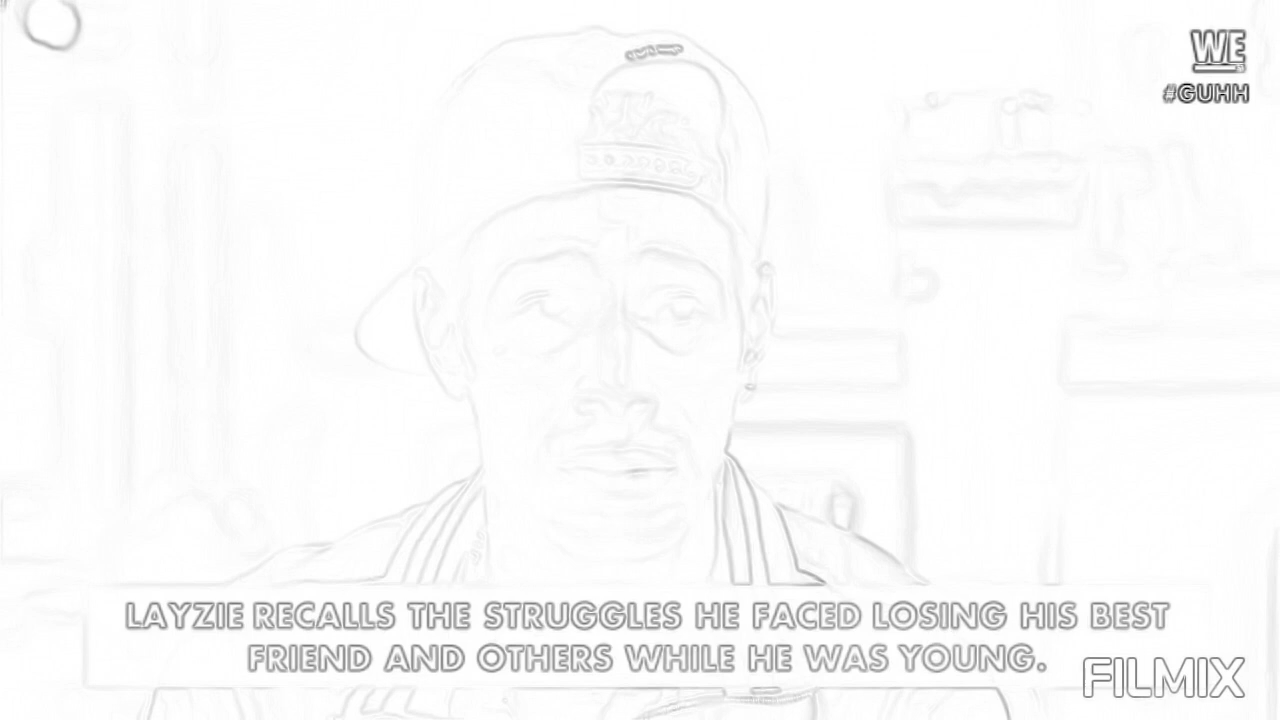 WE
#GUHH
LAYZIE RECALLS THE STRUGGLES HE FACED LOSING HIS BEST
FRIEND AND OTHERS WHILE HE WAS YOUNG.
FILMIX